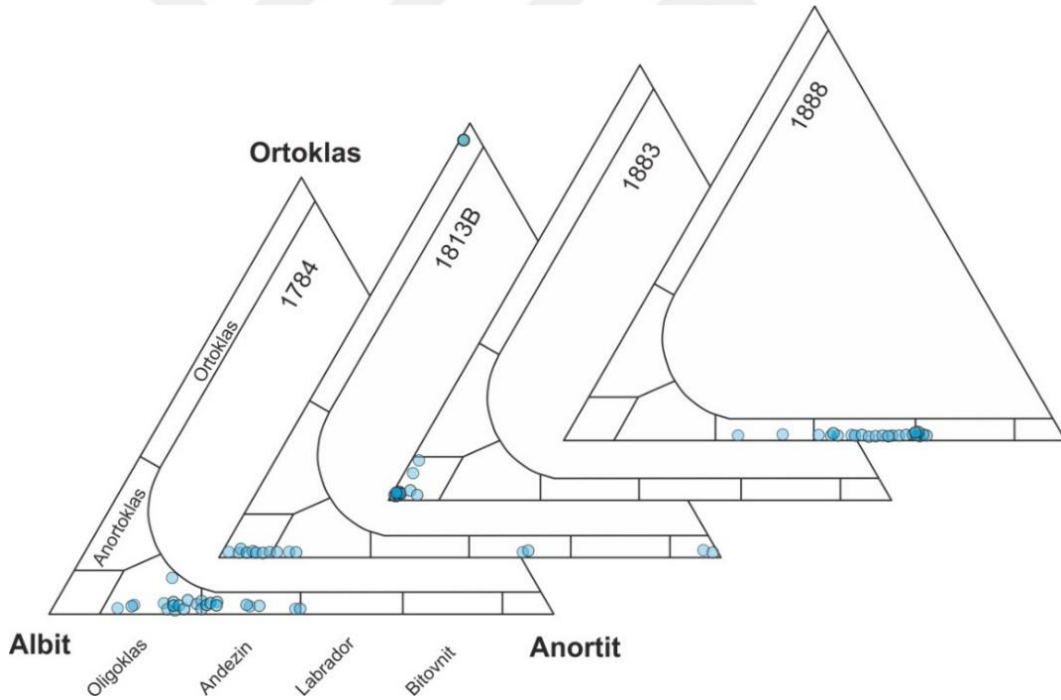 Ortoklas
1784
1813B
1883
1888
Ortoklas
Anortoklas
Albit
Anortit
Oligoklas
Andezin
Labrador
Bitovnit